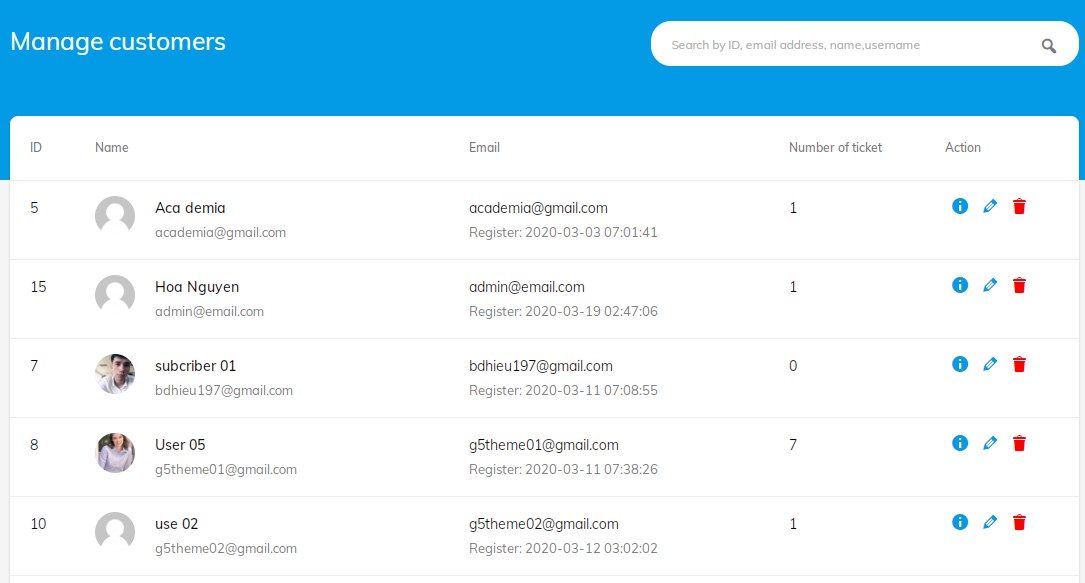 Manage customers
Search by ID, email address, name,username
ID Name Email Number of ticket Action
5 Aca demia academia@gmail.com 1
academia@gmail.com Register: 2020-03-03 07:01:41
15 Hoa Nguyen admin@email.com 1
admin@email.com Register: 2020-03-19 02:47:06
7 subcriber 01 bdhieu197@gmail.com 0
bdhieu197@gmail.com Register: 2020-03-11 07:08:55
8 User 05 g5theme01@gmail.com 7
g5theme01@gmail.com Register: 2020-03-11 07:38:26
10 use 02 g5theme02@gmail.com 1
g5theme02@gmail.com Register: 2020-03-12 03:02:02